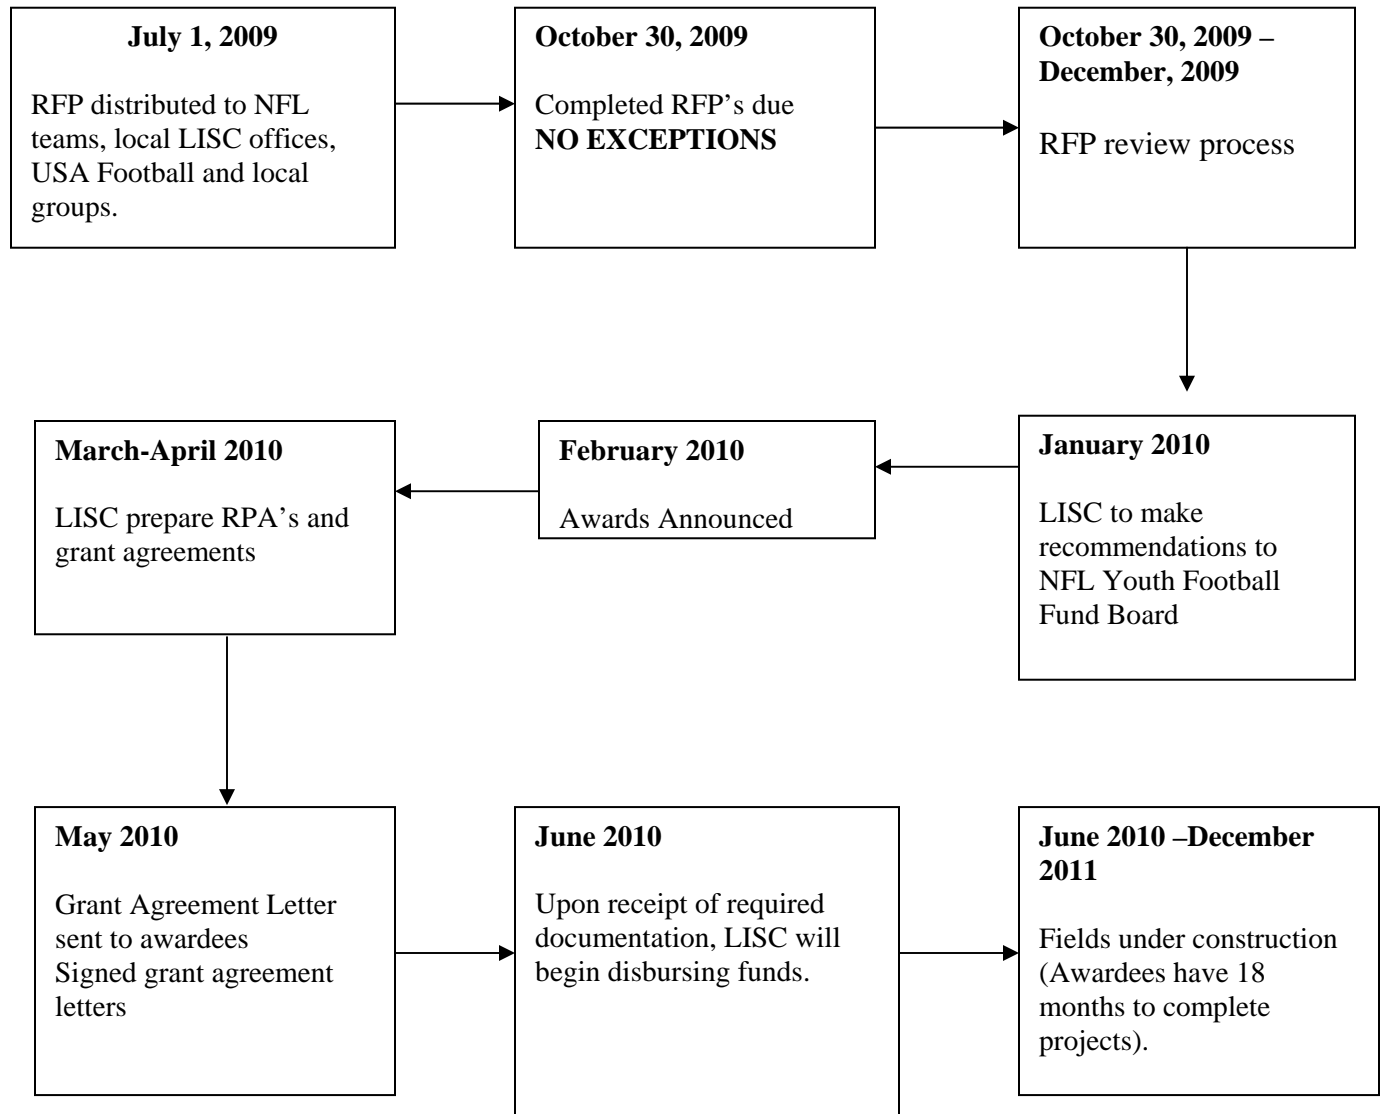 July 1, 2009
RFP distributed to NFL
teams, local LISC offices,
USA Football and local
groups.
October 30, 2009
Completed RFP’s due
NO EXCEPTIONS
October 30, 2009 –
December, 2009
RFP review process
January 2010
LISC to make
recommendations to
NFL Youth Football
Fund Board
February 2010
Awards Announced
March-April 2010
LISC prepare RPA’s and
grant agreements
May 2010
Grant Agreement Letter
sent to awardees
Signed grant agreement
letters
June 2010
Upon receipt of required
documentation, LISC will
begin disbursing funds.
June 2010 –December
2011
Fields under construction
(Awardees have 18
months to complete
projects).